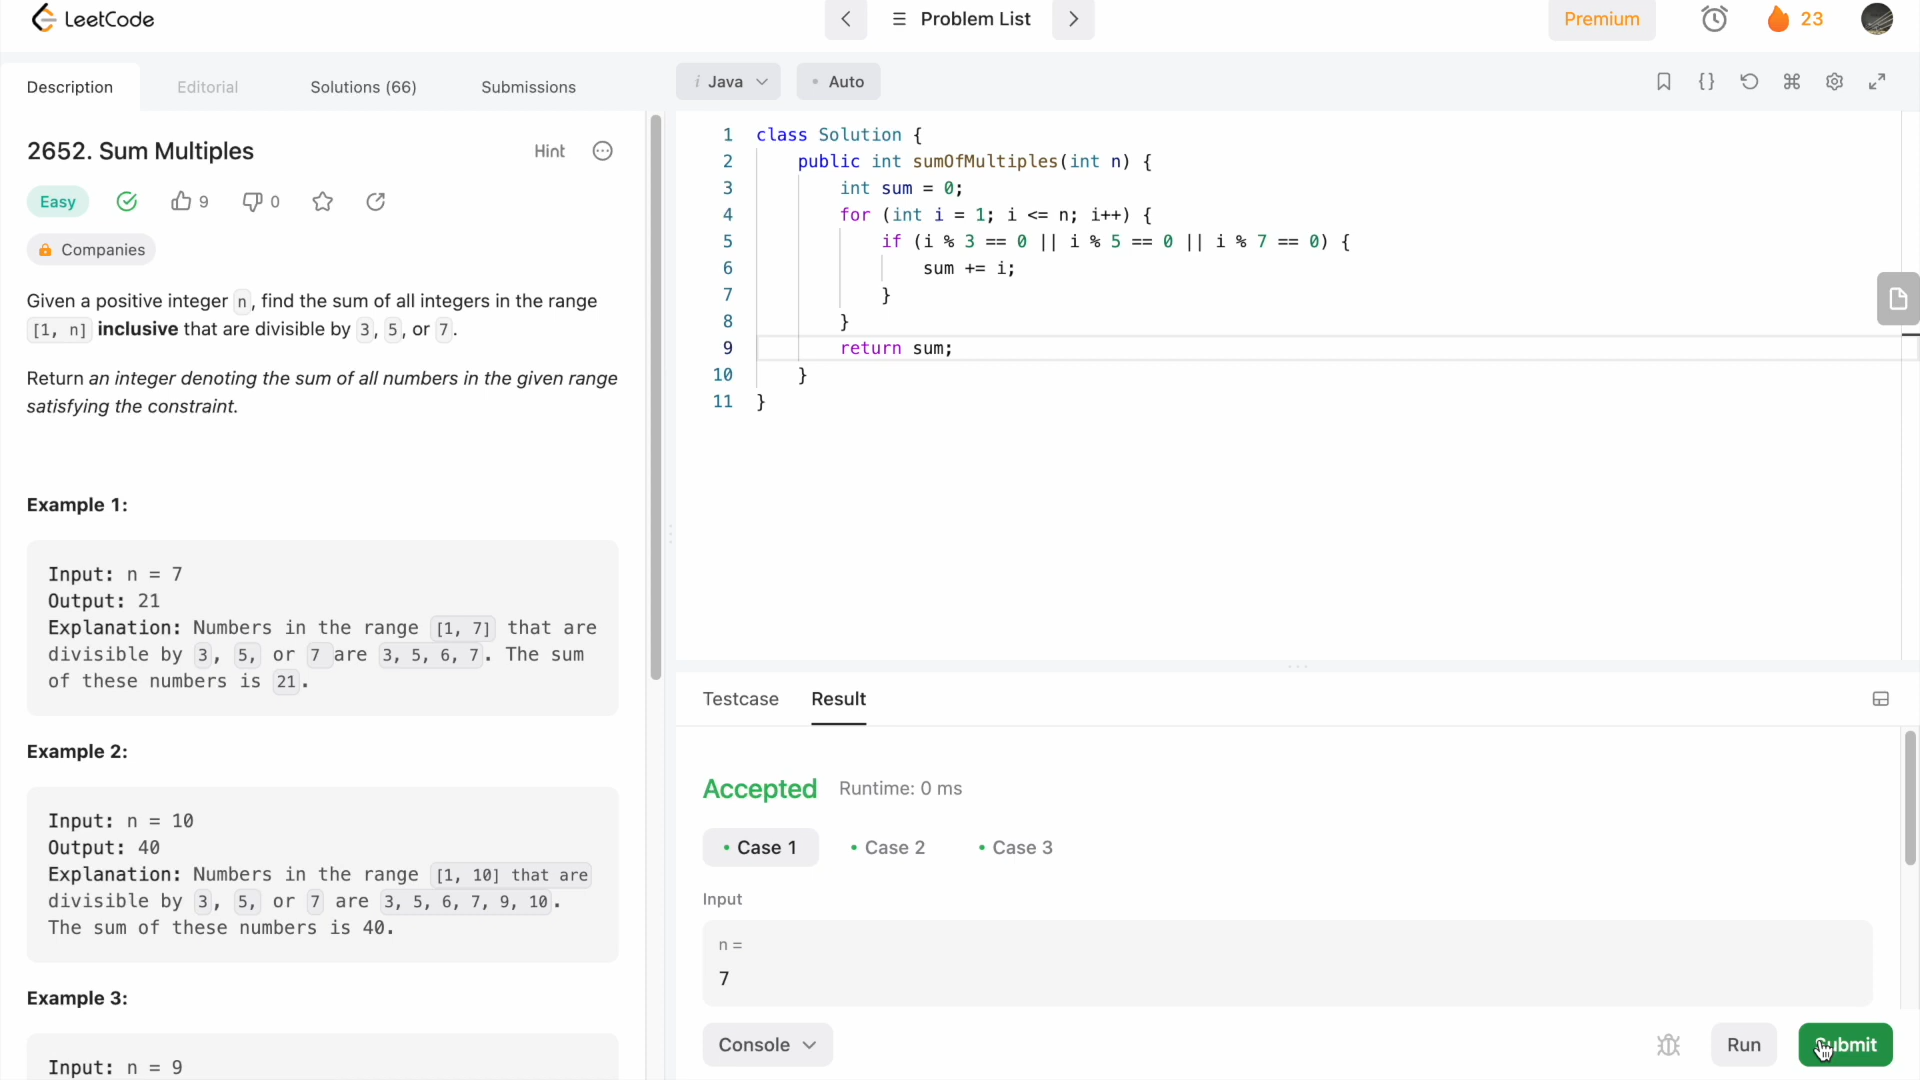 LeetCode
Problem List
Premium
23
Description
Editorial
Solutions (66)
Submissions
i Java
• Auto
2652. Sum Multiples
Hint
Easy
9
0
Companies
Given a positive integer n, find the sum of all integers in the range
[1, n] inclusive that are divisible by 3, 5, or 7.
Return an integer denoting the sum of all numbers in the given range
satisfying the constraint.
Example 1:
Input: n = 7
Output: 21
Explanation: Numbers in the range [1, 7] that are
divisible by 3, 5, or 7 are 3, 5, 6, 7. The sum
of these numbers is 21.
Example 2:
Input: n = 10
Output: 40
Explanation: Numbers in the range [1, 10] that are
divisible by 3, 5, or 7 are 3, 5, 6, 7, 9, 10.
The sum of these numbers is 40.
Example 3:
Input: n = 9
1 class Solution {
2 public int sumOfMultiples(int n) {
3 int sum = 0;
4 for (int i = 1; i <= n; i++) {
5 if (i % 3 == 0 || i % 5 == 0 || i % 7 == 0) {
6 sum += i;
7 }
8 }
9 return sum;
10 }
11 }
Testcase
Result
Accepted
Runtime: 0 ms
• Case 1
• Case 2
• Case 3
Input
n =
7
Console
Run
Submit